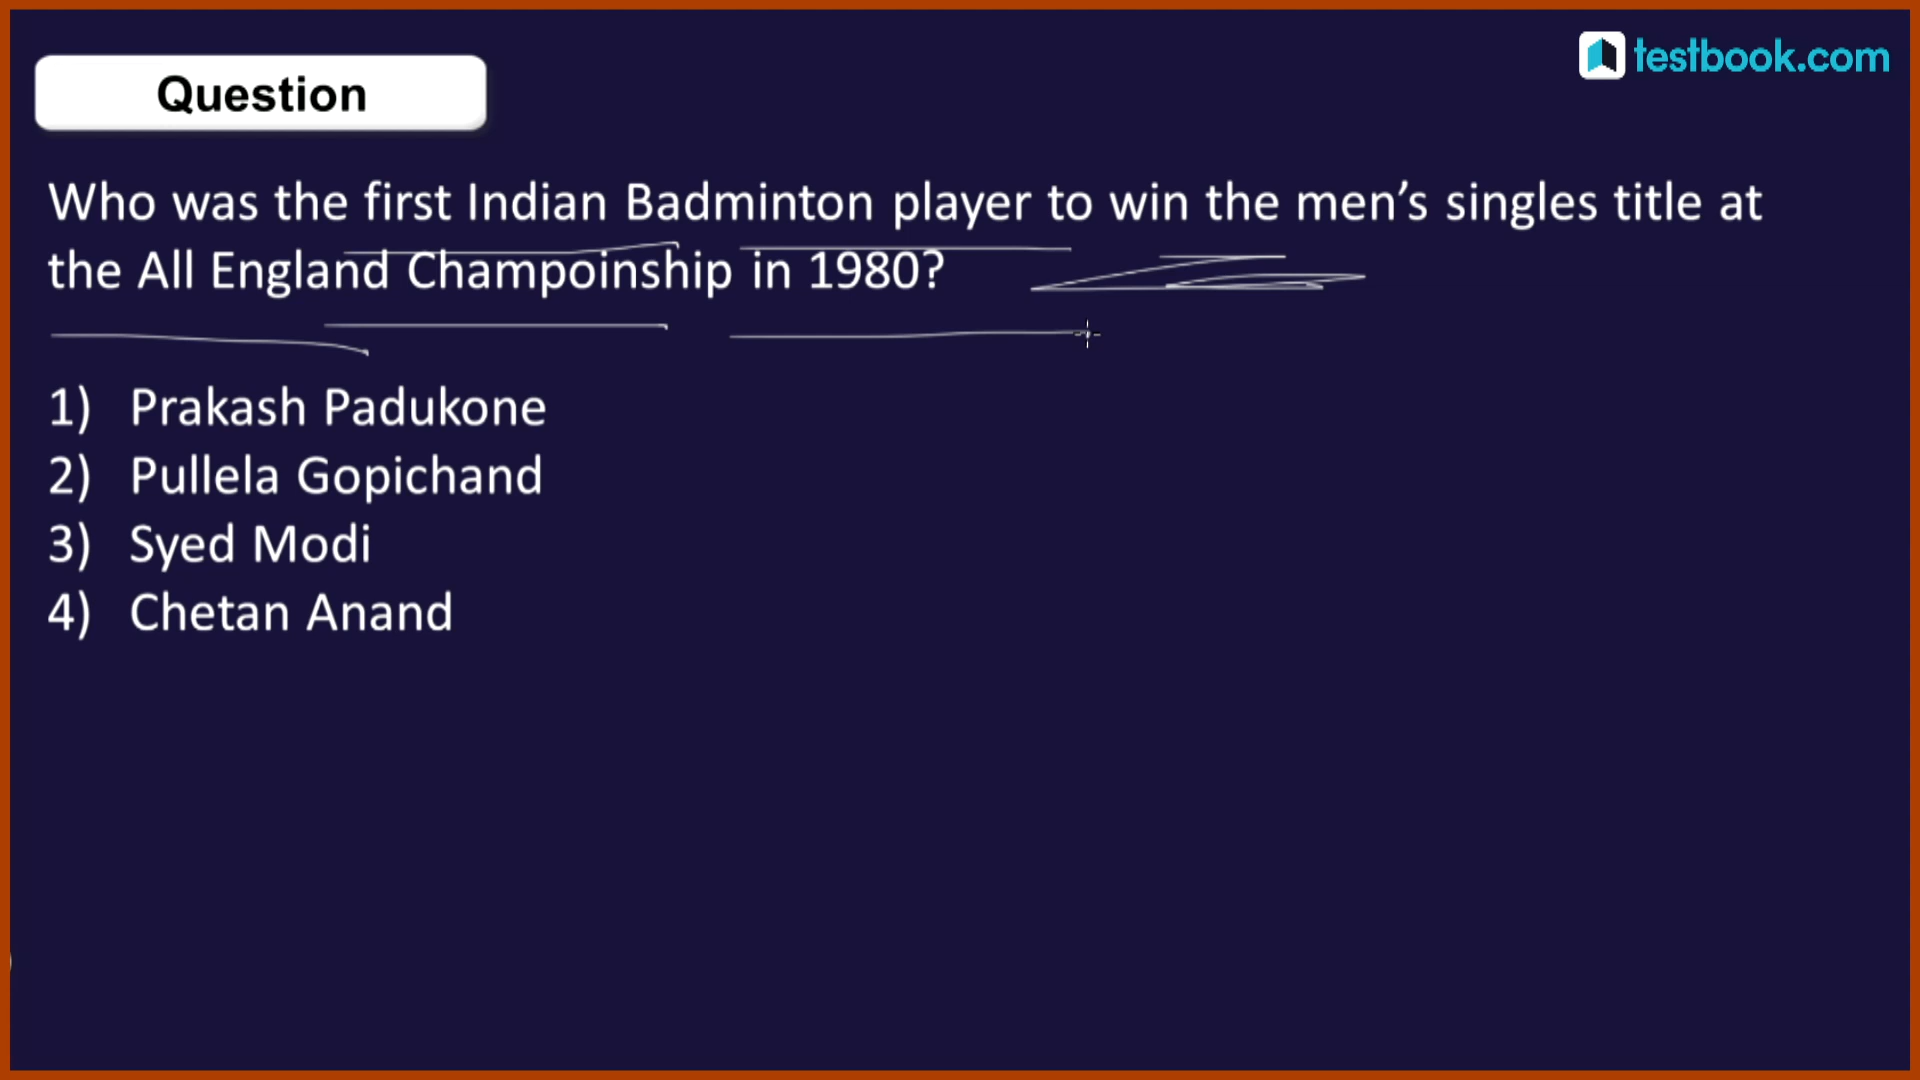 testbook.com
Question
Who was the first Indian Badminton player to win the men’s singles title at
the All England Champoinship in 1980?
1) Prakash Padukone
2) Pullela Gopichand
3) Syed Modi
4) Chetan Anand